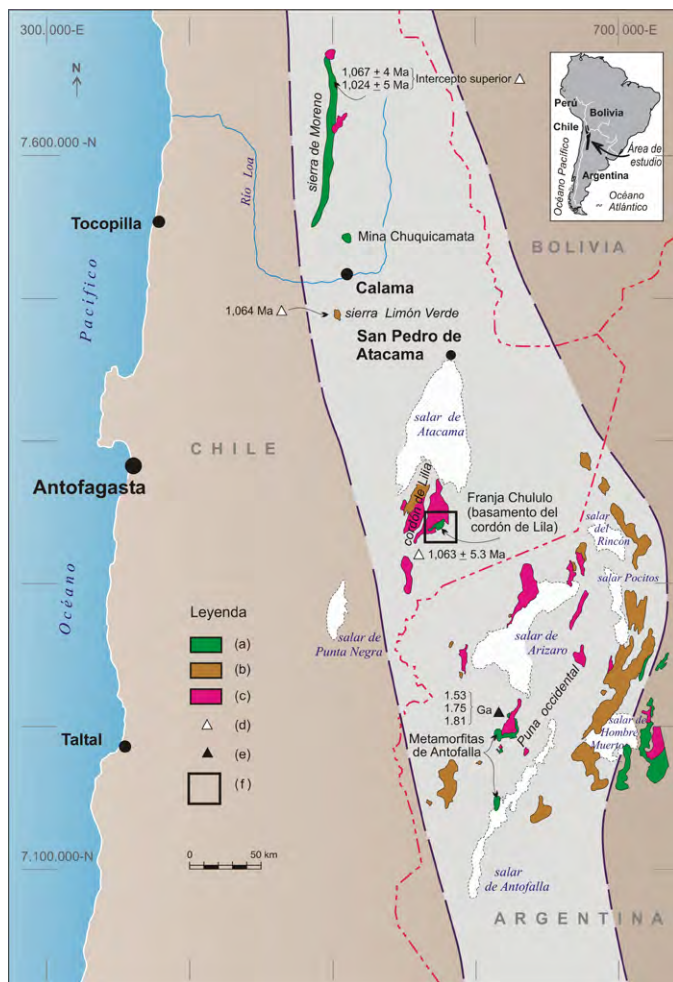 300.000-E
700.000-E
N
1,067 ± 4 Ma
1,024 ± 5 Ma
Intercepto superior
7.600.000 -N
sierra de Moreno
Río Loa
Perú
Bolivia
Chile
Área de
estudio
Argentina
Océano Pacífico
Océano
Atlántico
Tocopilla
Mina Chuquicamata
BOLIVIA
Calama
Pacífico
1,064 Ma
sierra Limón Verde
San Pedro de
Atacama
salar de
Atacama
CHILE
Antofagasta
cordón de Lilia
Franja Chululo
(basamento del
cordón de Lila)
salar
del
Rincón
1,063 ± 5.3 Ma
Océano
salar Pocitos
Leyenda
(a)
(b)
(c)
(d)
(e)
(f)
salar de
Punta Negra
salar de
Arizaro
1.53
1.75
1.81
Ga
Puna occidental
Metamorfitas
de Antofalla
salar de
Hombre
Muerto
Taltal
0 50 km
7.100.000-N
salar
de Antofalla
ARGENTINA